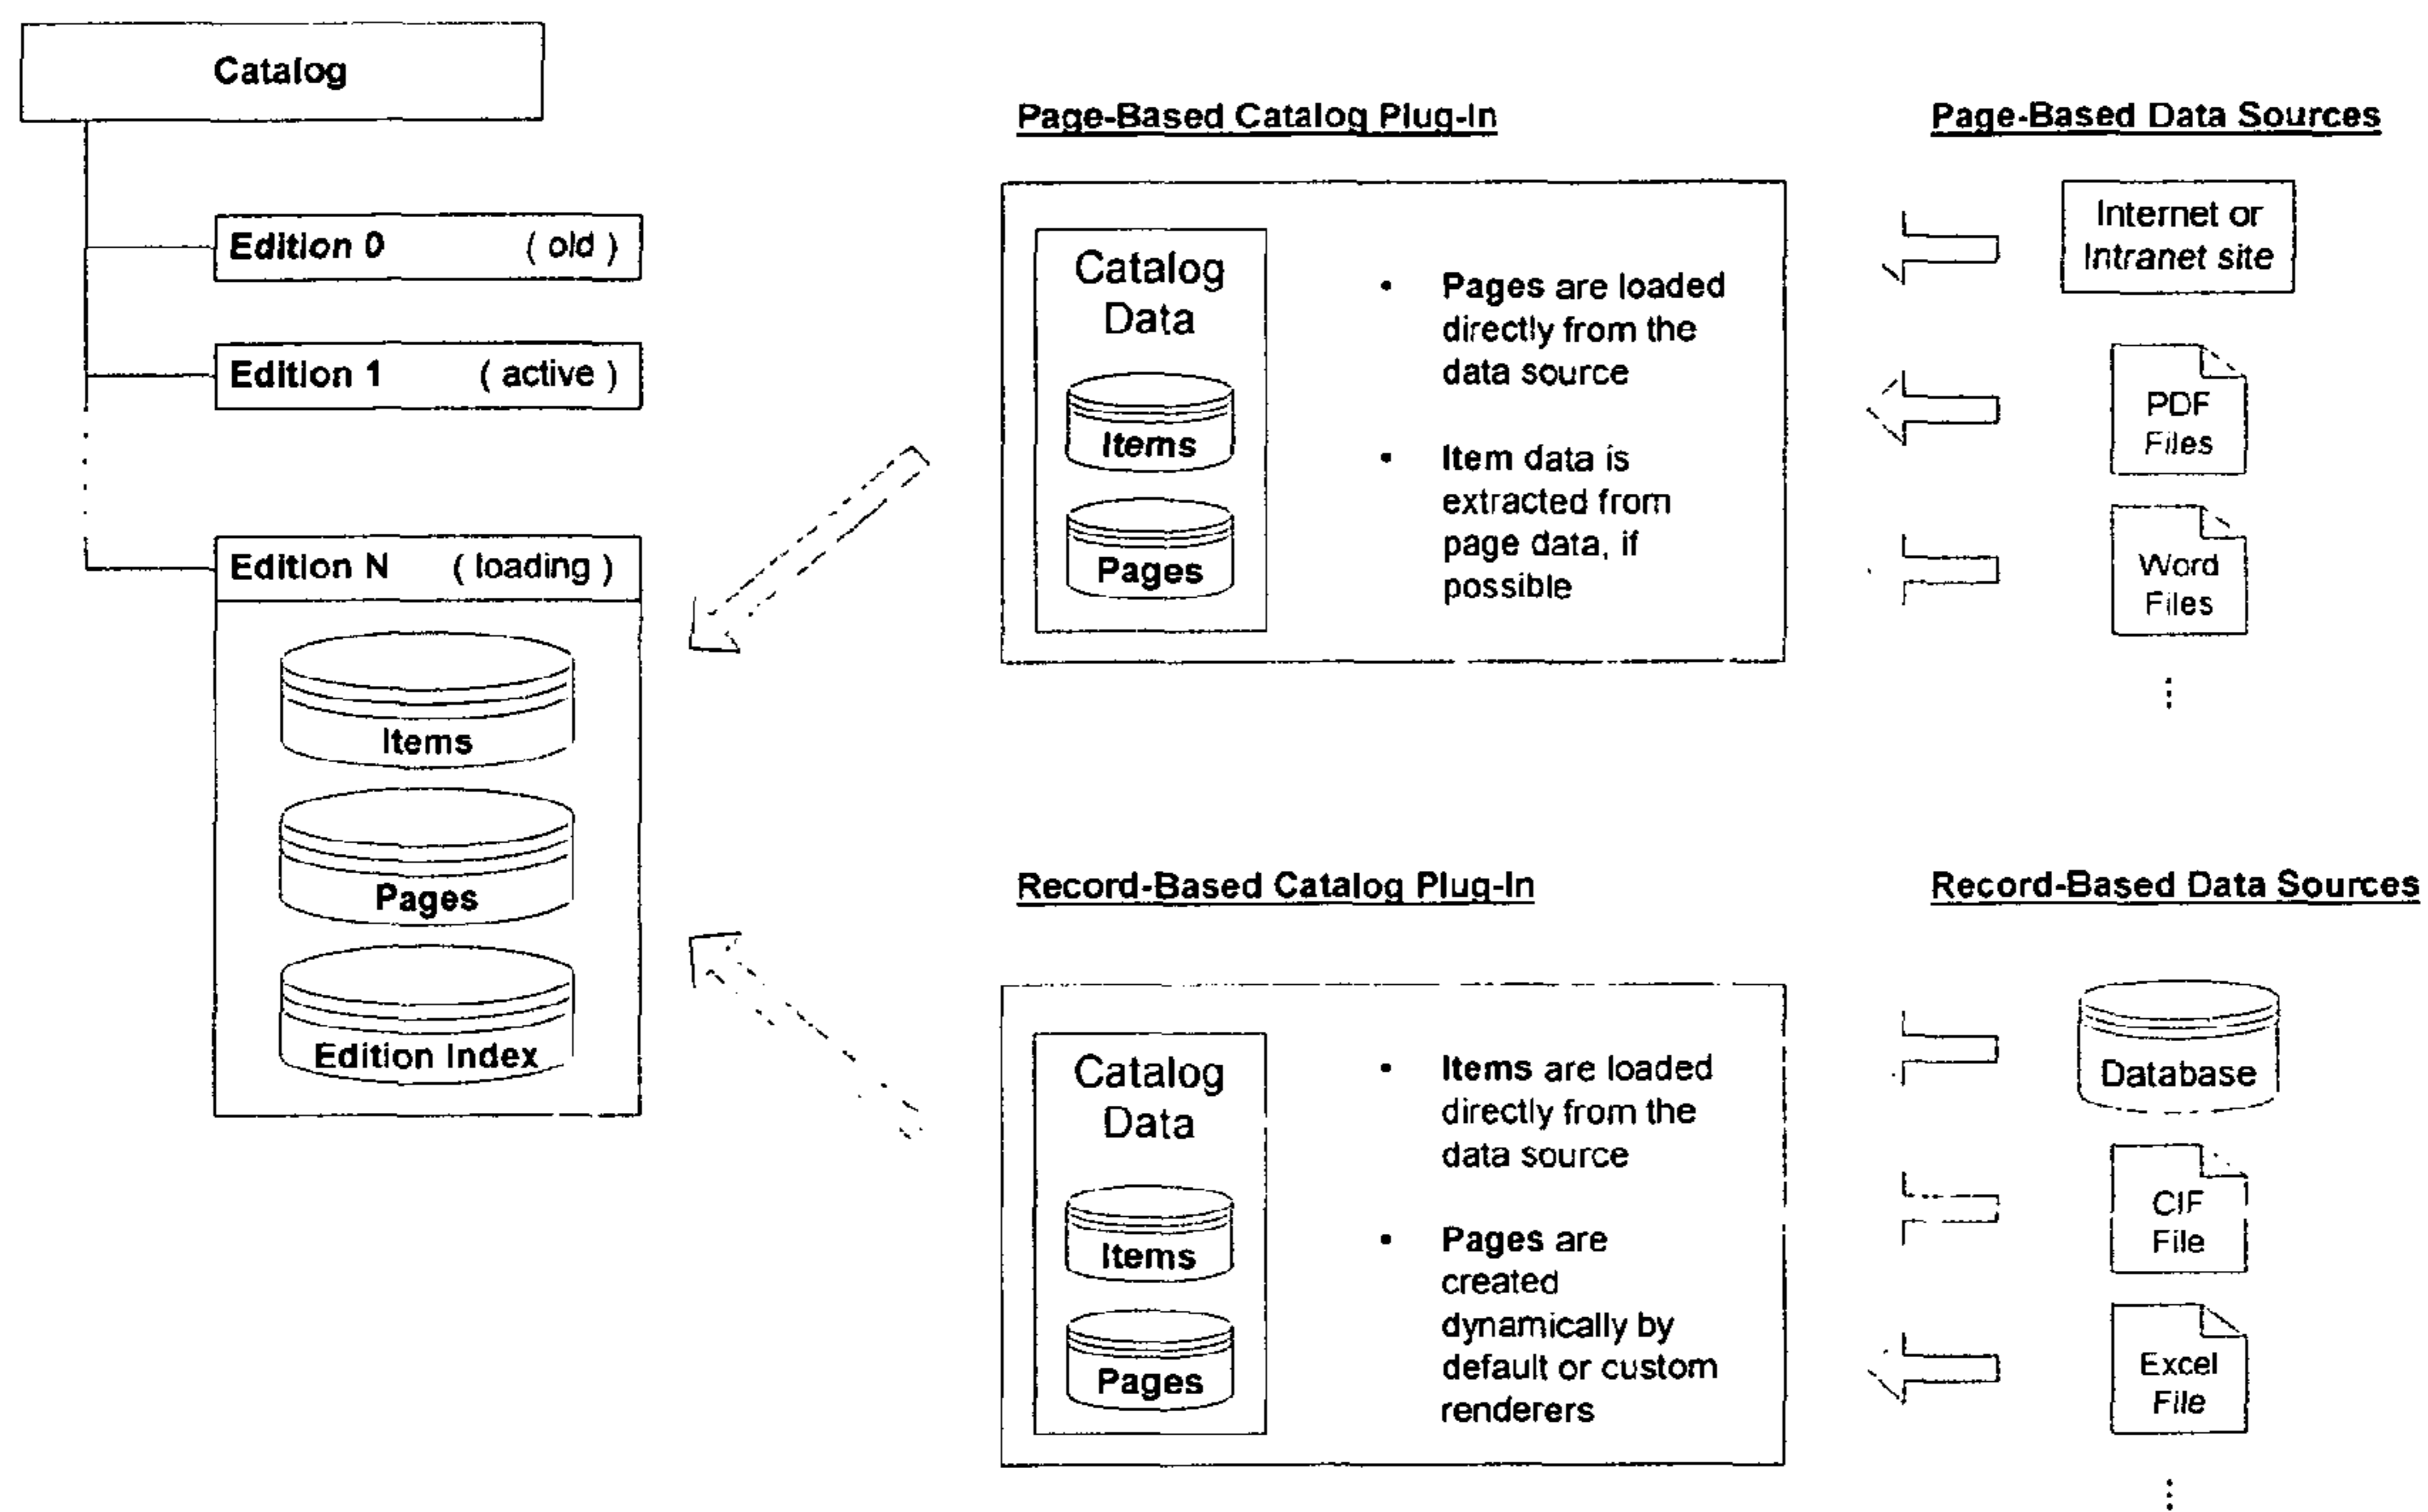 Catalog
Edition 0 ( old )
Edition 1 ( active )
Edition N ( loading )
Items
Pages
Edition Index
Page-Based Catalog Plug-In
Catalog
Data
Items
Pages
• Pages are loaded
directly from the
data source
• Item data is
extracted from
page data, if
possible
Page-Based Data Sources
Internet or
Intranet site
PDF
Files
Word
Files
Record-Based Catalog Plug-In
Catalog
Data
Items
Pages
• Items are loaded
directly from the
data source
• Pages are
created
dynamically by
default or custom
renderers
Record-Based Data Sources
Database
CIF
File
Excel
File